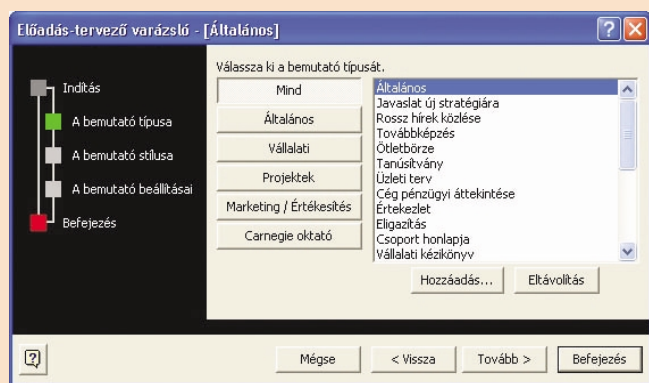 Előadás-tervező varázsló - [Általános]
Indítás
A bemutató típusa
A bemutató stílusa
A bemutató beállításai
Befejezés
Válassza ki a bemutató típusát.
Mind
Általános
Vállalati
Projektek
Marketing / Értékesítés
Carnegie oktató
Általános
Javaslat új stratégiára
Rossz hírek közlése
Továbbképzés
Ötletbörze
Tanúsítvány
Üzleti terv
Cég pénzügyi áttekintése
Értekezlet
Eligazítás
Csoport honlapja
Vállalati kézikönyv
Hozzáadás...
Eltávolítás
Mégse
< Vissza
Tovább >
Befejezés